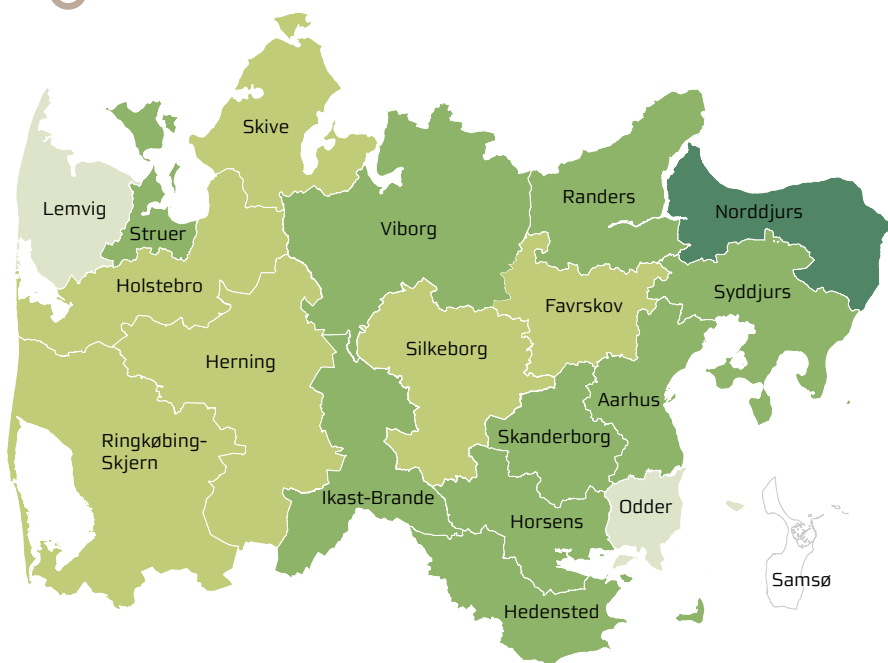 Skive
Lemvig
Struer
Viborg
Randers
Norddjurs
Holstebro
Favrskov
Syddjurs
Herning
Silkeborg
Aarhus
Ringkøbing-
Skjern
Skanderborg
Ikast-Brande
Horsens
Odder
Samsø
Hedensted